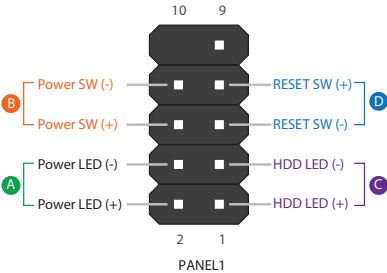 10 9
Power SW (-) RESET SW (+)
B D
Power SW (+) RESET SW (-)
Power LED (-) HDD LED (-)
A C
Power LED (+) HDD LED (+)
2 1
PANEL1